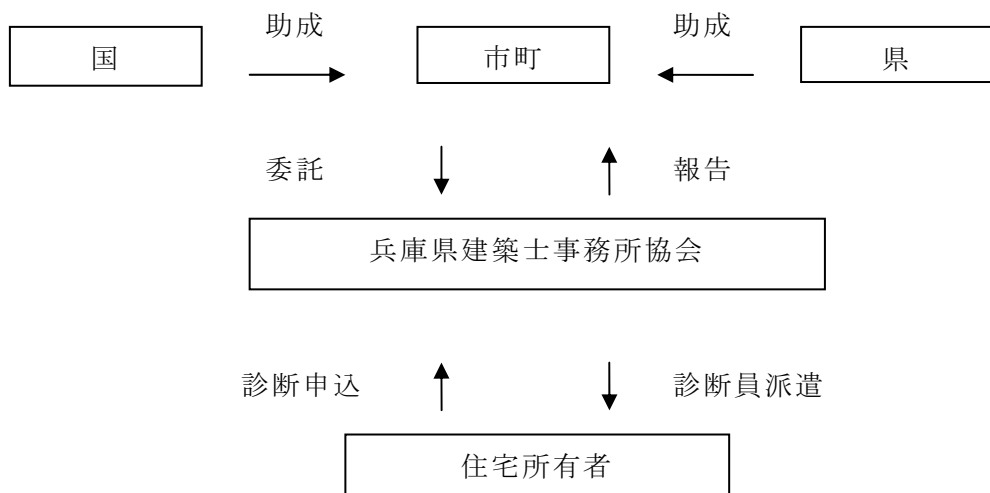 助成 助成
国 市町 県
委託 報告
兵庫県建築士事務所協会
診断申込 診断員派遣
住宅所有者